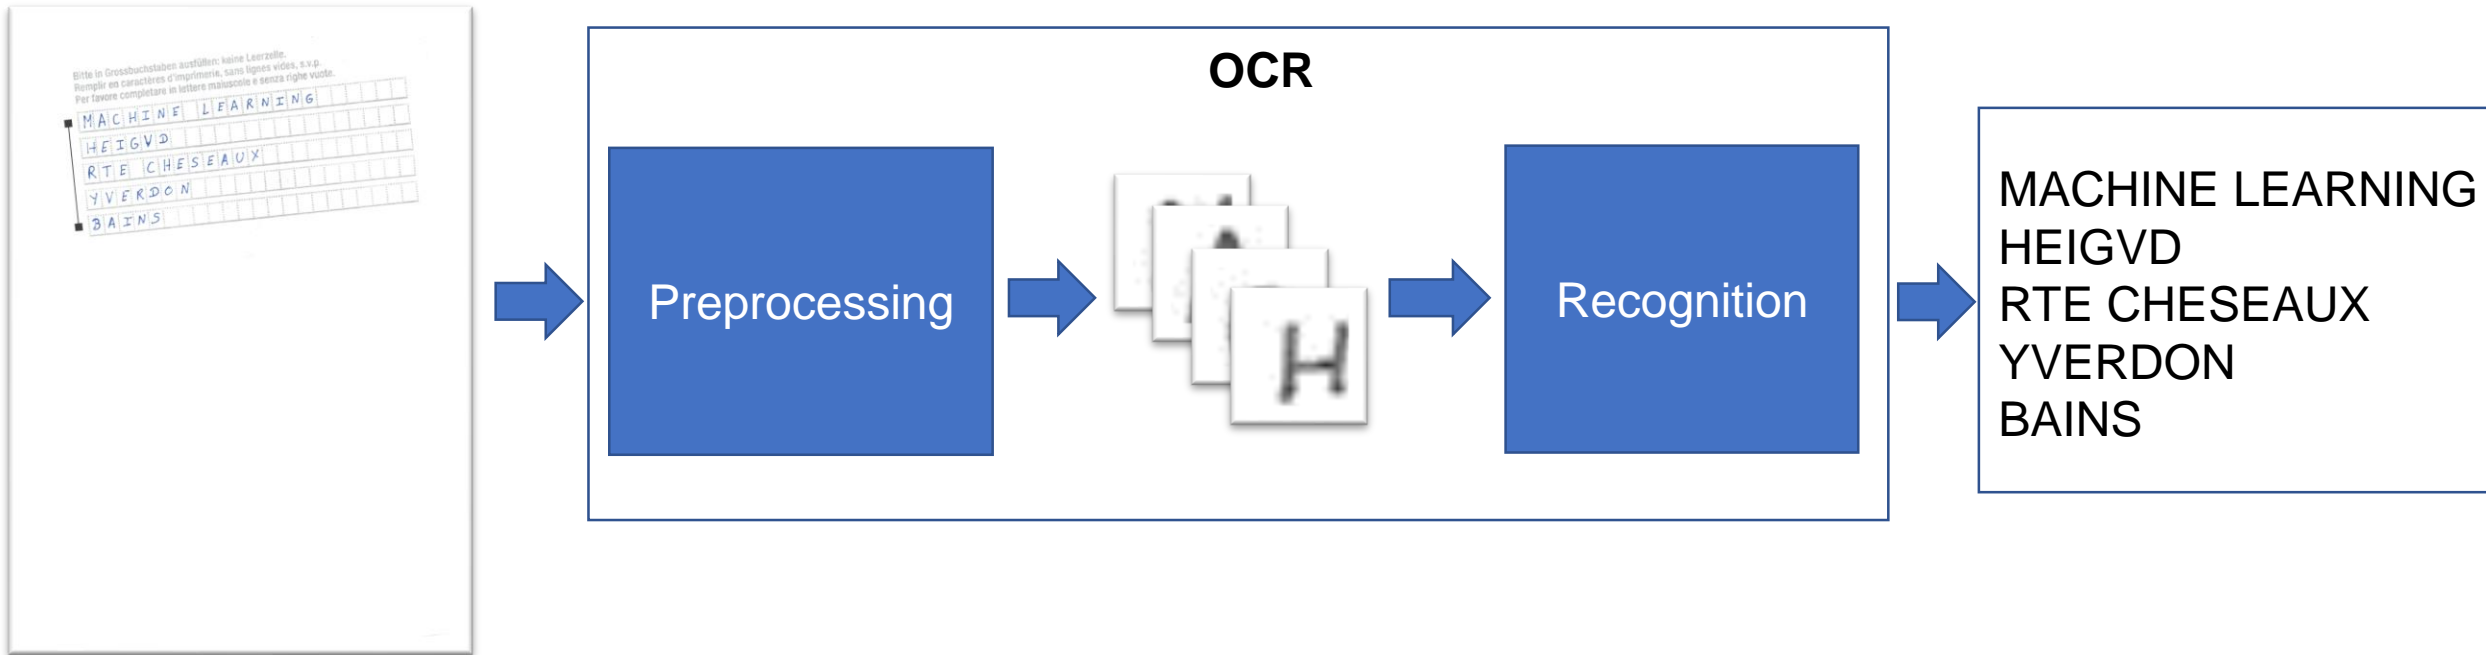 Bitte in Grossbuchstaben ausfüllen: keine Leerzeile.
Remplir en caractères d'imprimerie, sans lignes vides, s.v.p.
Per favore completare in lettere maiuscole e senza righe vuote.
MACHINE LEARNING
HEIGVD
RTE CHESEAUX
YVERDON
BAINS
OCR
Preprocessing
H
Recognition
MACHINE LEARNING
HEIGVD
RTE CHESEAUX
YVERDON
BAINS